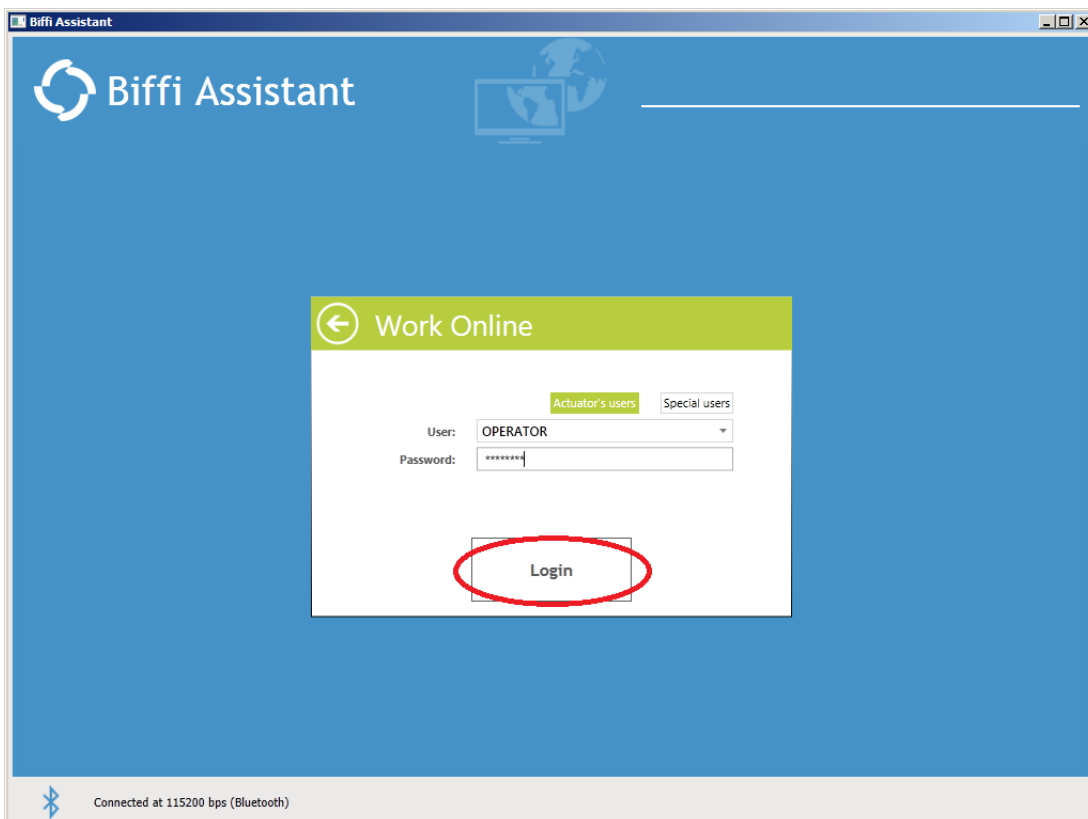 Biffi Assistant
Biffi Assistant
Work Online
Actuator's users Special users
User: OPERATOR
Password: ********
Login
Connected at 115200 bps (Bluetooth)